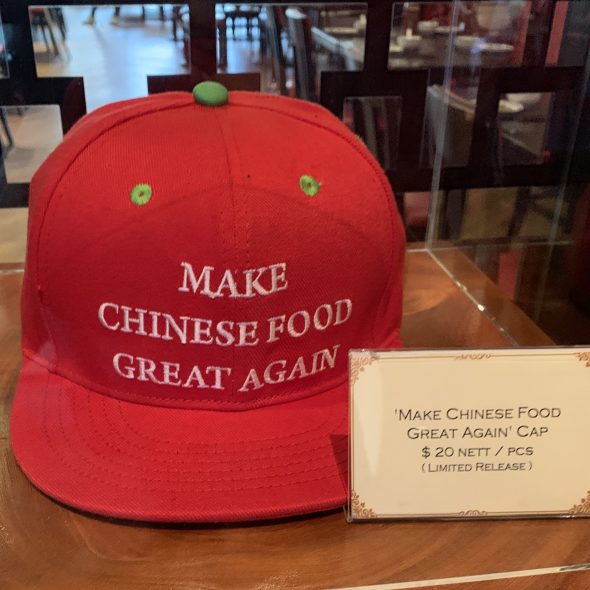 MAKE
CHINESE FOOD
GREAT AGAIN
'MAKE CHINESE FOOD
GREAT AGAIN' CAP
$ 20 NETT / PCS
( LIMITED RELEASE )